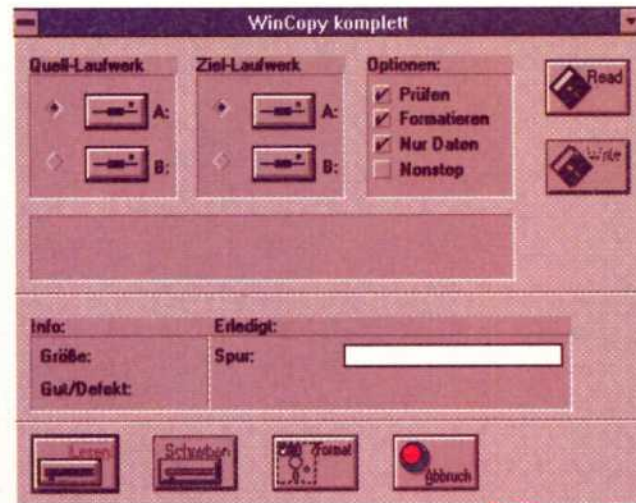 WinCopy komplett
Quell-Laufwerk
A:
B:
Ziel-Laufwerk
A:
B:
Optionen:
Prüfen
Formatieren
Nur Daten
Nonstop
Read
Write
Info:
Größe:
Gut/Defekt:
Erledigt:
Spur:
Lesen
Schreiben
Format
Abbruch